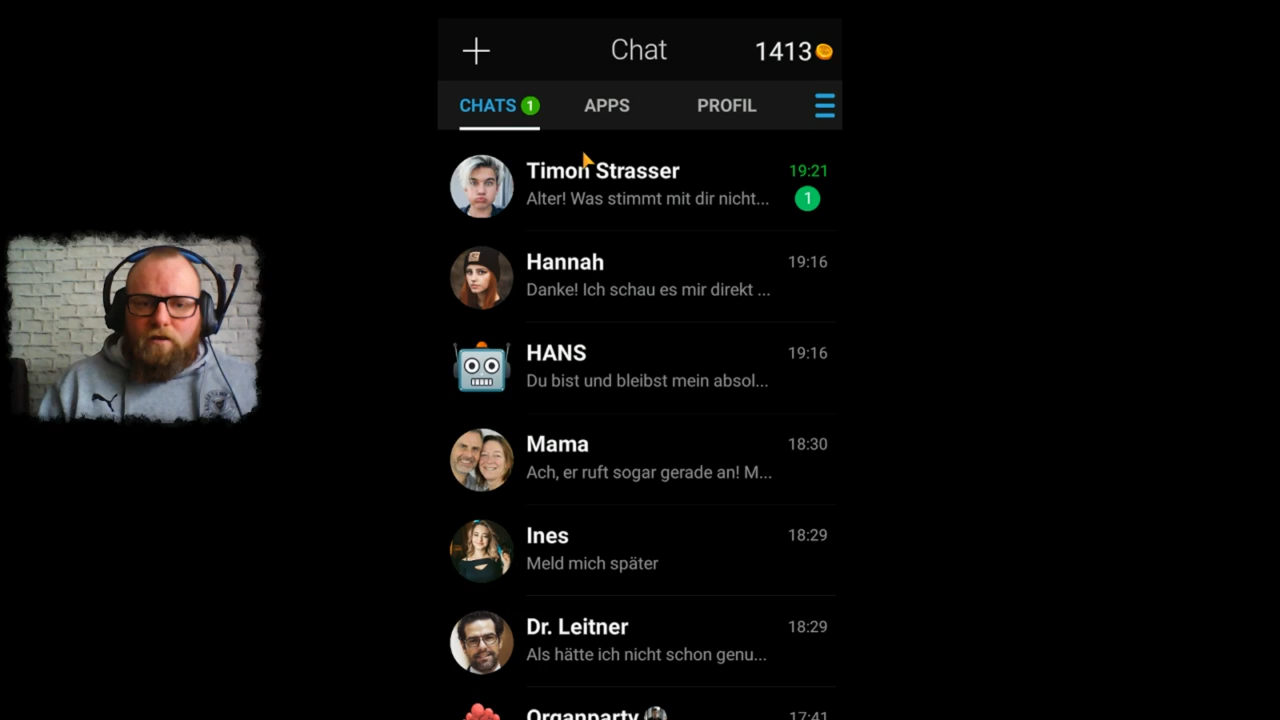 Chat
1413
CHATS 1
APPS
PROFIL
Timon Strasser
19:21
Alter! Was stimmt mit dir nicht...
1
Hannah
19:16
Danke! Ich schau es mir direkt ...
HANS
19:16
Du bist und bleibst mein absol...
Mama
18:30
Ach, er ruft sogar gerade an! M...
Ines
18:29
Meld mich später
Dr. Leitner
18:29
Als hätte ich nicht schon genu...
Organparty
17:41